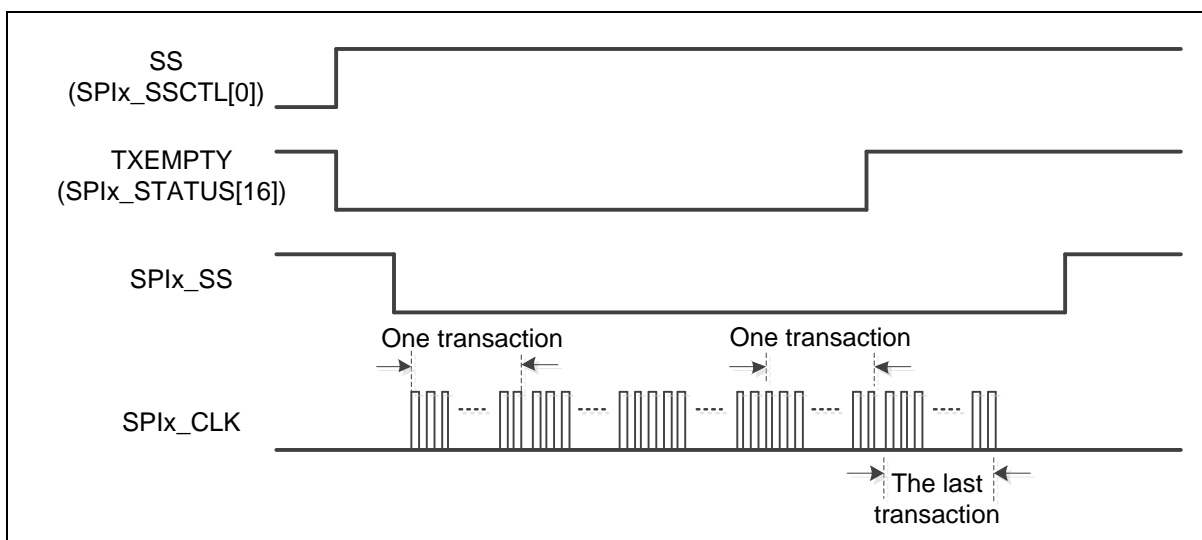 SS
(SPIx_SSCTL[0])
TXEMPTY
(SPIx_STATUS[16])
SPIx_SS
One transaction
One transaction
SPIx_CLK
The last
transaction